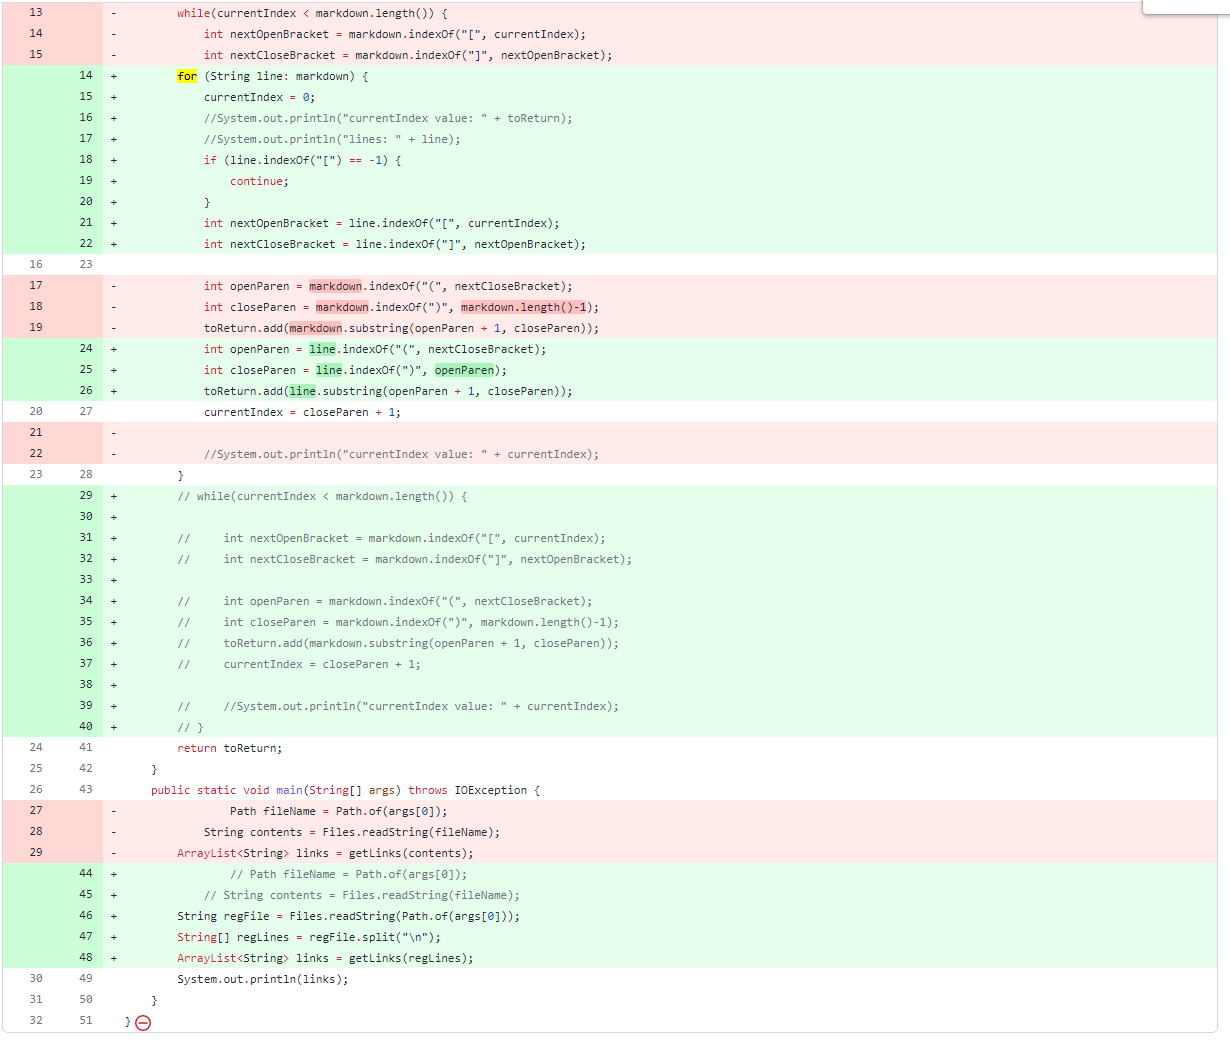 13 - while(currentIndex < markdown.length()) {
14 - int nextOpenBracket = markdown.indexOf("[", currentIndex);
15 - int nextCloseBracket = markdown.indexOf("]", nextOpenBracket);
14 + for (String line: markdown) {
15 + currentIndex = 0;
16 + //System.out.println("currentIndex value: " + toReturn);
17 + //System.out.println("lines: " + line);
18 + if (line.indexOf("[") == -1) {
19 + continue;
20 + }
21 + int nextOpenBracket = line.indexOf("[", currentIndex);
22 + int nextCloseBracket = line.indexOf("]", nextOpenBracket);
16 23
17 - int openParen = markdown.indexOf("(", nextCloseBracket);
18 - int closeParen = markdown.indexOf(")", markdown.length()-1);
19 - toReturn.add(markdown.substring(openParen + 1, closeParen));
24 + int openParen = line.indexOf("(", nextCloseBracket);
25 + int closeParen = line.indexOf(")", openParen);
26 + toReturn.add(line.substring(openParen + 1, closeParen));
20 27 currentIndex = closeParen + 1;
21 -
22 - //System.out.println("currentIndex value: " + currentIndex);
23 28 }
29 + // while(currentIndex < markdown.length()) {
30 +
31 + // int nextOpenBracket = markdown.indexOf("[", currentIndex);
32 + // int nextCloseBracket = markdown.indexOf("]", nextOpenBracket);
33 +
34 + // int openParen = markdown.indexOf("(", nextCloseBracket);
35 + // int closeParen = markdown.indexOf(")", markdown.length()-1);
36 + // toReturn.add(markdown.substring(openParen + 1, closeParen));
37 + // currentIndex = closeParen + 1;
38 +
39 + // //System.out.println("currentIndex value: " + currentIndex);
40 + // }
24 41 return toReturn;
25 42 }
26 43 public static void main(String[] args) throws IOException {
27 - Path fileName = Path.of(args[0]);
28 - String contents = Files.readString(fileName);
29 - ArrayList<String> links = getLinks(contents);
44 + // Path fileName = Path.of(args[0]);
45 + // String contents = Files.readString(fileName);
46 + String regFile = Files.readString(Path.of(args[0]));
47 + String[] regLines = regFile.split("\n");
48 + ArrayList<String> links = getLinks(regLines);
30 49 System.out.println(links);
31 50 }
32 51 }